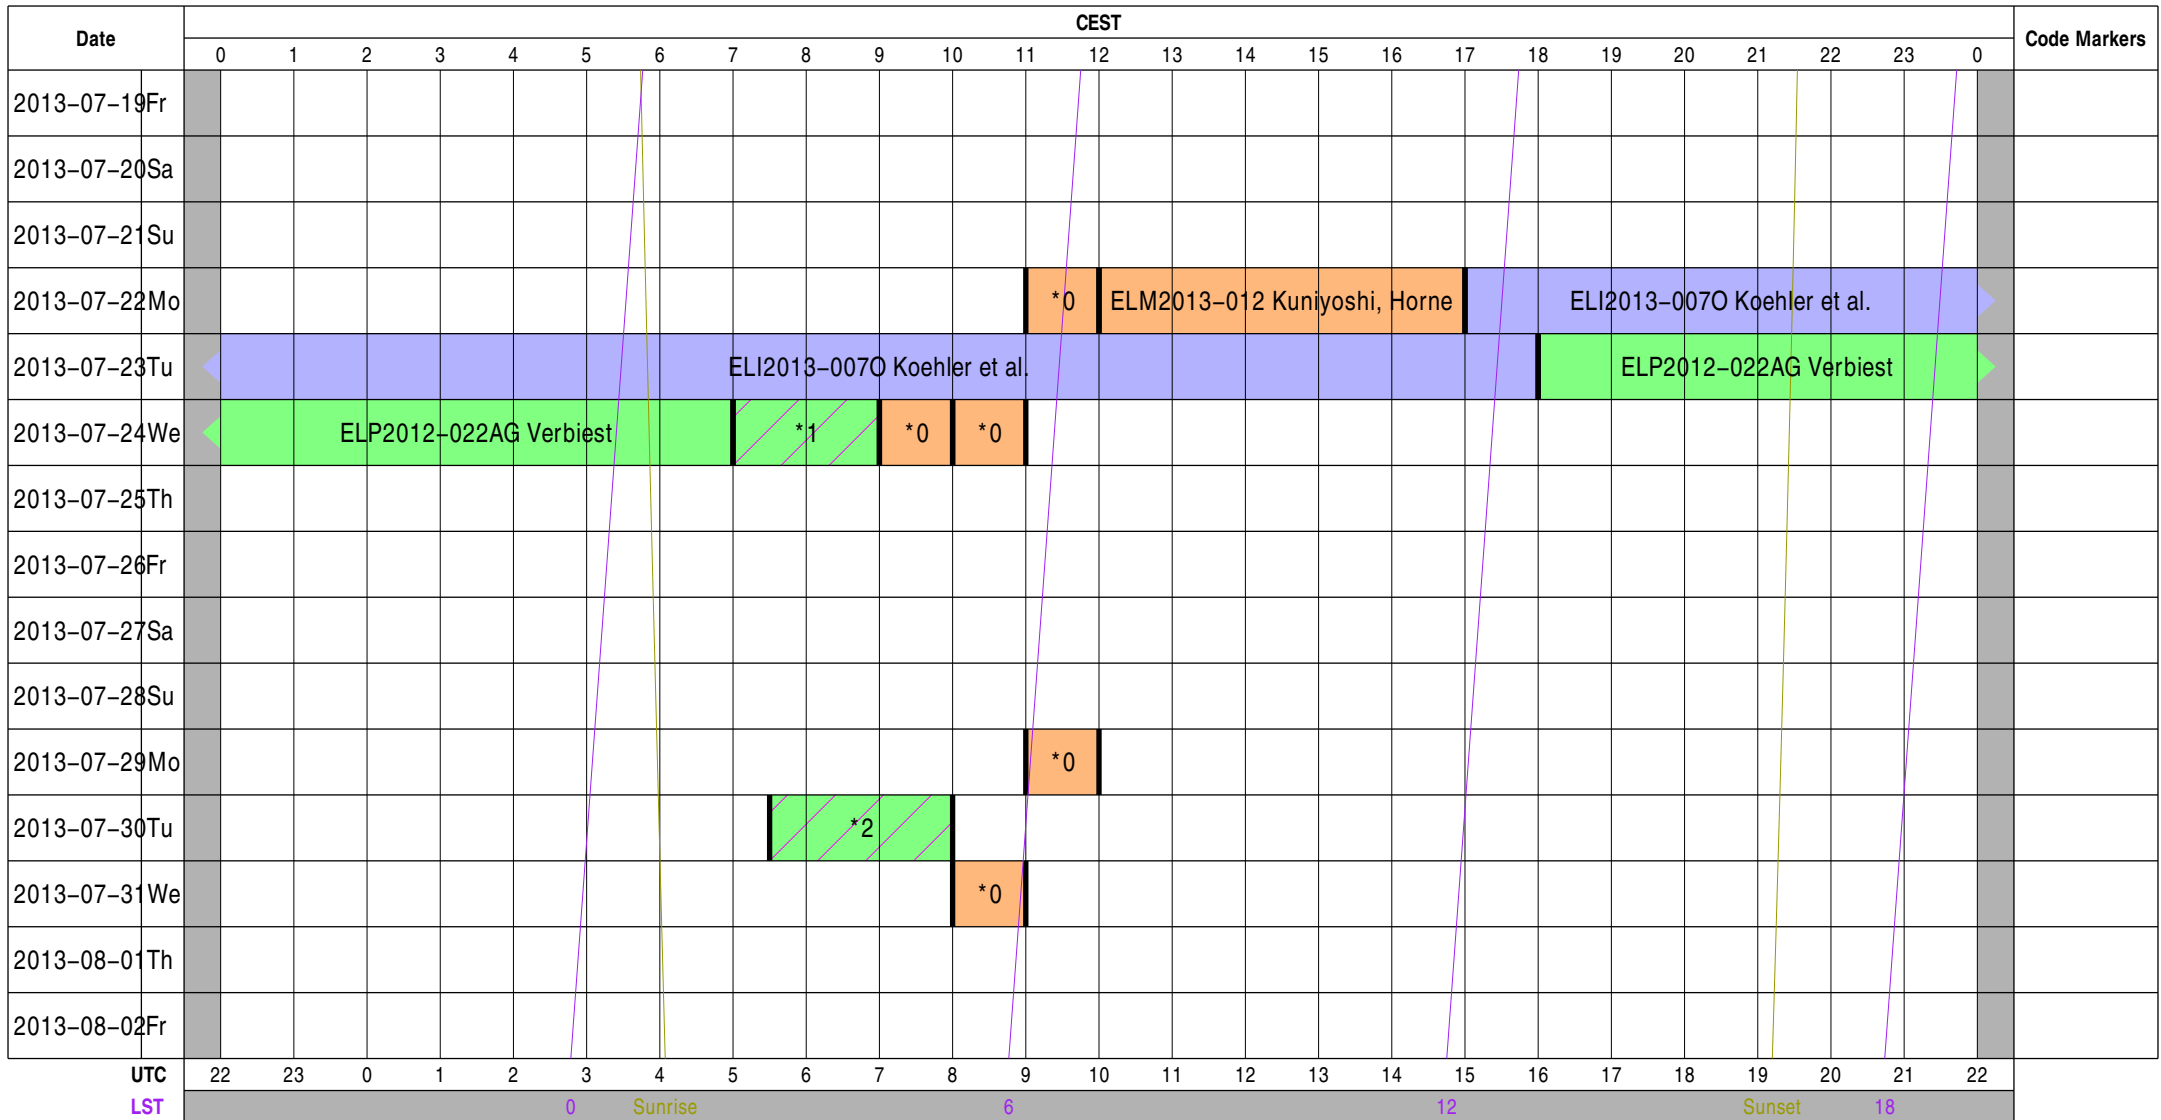 Date CEST Code Markers
0 1 2 3 4 5 6 7 8 9 10 11 12 13 14 15 16 17 18 19 20 21 22 23 0
2013-07-19Fr
2013-07-20Sa
2013-07-21Su
2013-07-22Mo *0 ELM2013-012 Kuniyoshi, Horne ELI2013-007O Koehler et al.
2013-07-23Tu ELI2013-007O Koehler et al. ELP2012-022AG Verbiest
2013-07-24We ELP2012-022AG Verbiest *1 *0 *0
2013-07-25Th
2013-07-26Fr
2013-07-27Sa
2013-07-28Su
2013-07-29Mo *0
2013-07-30Tu *2
2013-07-31We *0
2013-08-01Th
2013-08-02Fr
UTC 22 23 0 1 2 3 4 5 6 7 8 9 10 11 12 13 14 15 16 17 18 19 20 21 22
LST 0 Sunrise 6 12 Sunset 18